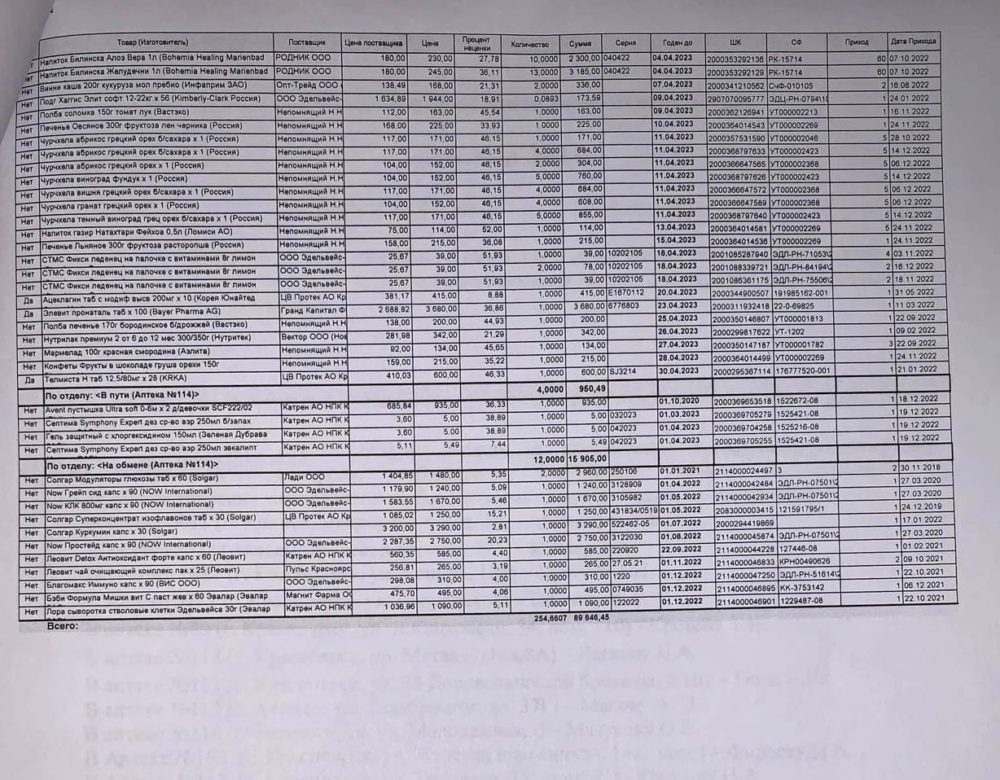 Товар (Изготовитель) Поставщик Цена поставщика Цена Процент наценки Количество Сумма Серия Годен до ШК СФ Приход Дата Прихода
Напиток Билинска Алоэ Вера 1л (Bohemia Healing Marienbad РОДНИК ООО 180,00 230,00 27,78 10,0000 2 300,00 040422 04.04.2023 2000353292136 РК-15714 60 07 10 2022
Нет Напиток Билинска Желудечни 1л (Bohemia Healing Marienbad РОДНИК ООО 180,00 245,00 36,11 13,0000 3 185,00 040422 04.04.2023 2000353292129 РК-15714 60 07 10 2022
Нет Винни каша 200г кукуруза мол пребио (Инфаприм ЗАО) Опт-Трейд ООО 138,49 168,00 21,31 2,0000 336,00 07.04.2023 2000341210562 СчФ-010105 2 16 08 2022
Нет Подг Хаггис Элит софт 12-22кг x 56 (Kimberly-Clark Россия) ООО Эдельвейс- 1 634,89 1 944,00 18,91 0,0893 173,59 09.04.2023 2907070095777 ЭДЦ-РН-0794\1( 1 24 01 2022
Нет Полба соломка 150г томат лук (Вастэко) Непомнящий Н Н 112,00 163,00 45,54 1,0000 163,00 09.04.2023 2000362126941 УТ000002213 1 16 11 2022
Нет Печенье Овсяное 300г фруктоза лен черника (Россия) Непомнящий Н.Н 168,00 225,00 33,93 1,0000 225,00 10.04.2023 2000364014543 УТ000002269 1 24 11 2022
Нет Чурчхела абрикос грецкий орех б/сахара x 1 (Россия) Непомнящий Н.Н 117,00 171,00 46,15 1,0000 171,00 11.04.2023 2000357531590 УТ000002046 5 28 10 2022
Нет Чурчхела абрикос грецкий орех б/сахара x 1 (Россия) Непомнящий Н.Н 117,00 171,00 46,15 4,0000 684,00 11.04.2023 2000368797633 УТ000002423 5 14 12 2022
Нет Чурчхела абрикос грецкий орех x 1 (Россия) Непомнящий Н.Н 104,00 152,00 46,15 2,0000 304,00 11.04.2023 2000366647565 УТ000002368 5 06 12 2022
Нет Чурчхела виноград фундук x 1 (Россия) Непомнящий Н.Н 104,00 152,00 46,15 5,0000 760,00 11.04.2023 2000368797626 УТ000002423 5 14 12 2022
Нет Чурчхела вишня грецкий орех б/сахара x 1 (Россия) Непомнящий Н.Н 117,00 171,00 46,15 4,0000 684,00 11.04.2023 2000366647572 УТ000002368 5 06 12 2022
Нет Чурчхела гранат грецкий орех x 1 (Россия) Непомнящий Н.Н 104,00 152,00 46,15 4,0000 608,00 11.04.2023 2000366647589 УТ000002368 5 06 12 2022
Нет Чурчхела темный виноград грец орех б/сахара x 1 (Россия) Непомнящий Н.Н 117,00 171,00 46,15 5,0000 855,00 11.04.2023 2000368797640 УТ000002423 5 14.12 2022
Нет Напиток газир Натахтари Фейхоа 0,5л (Ломиси АО) Непомнящий Н.Н 75,00 114,00 52,00 1,0000 114,00 13.04.2023 2000364014581 УТ000002269 5 24 11 2022
Нет Печенье Льняное 300г фруктоза расторопша (Россия) Непомнящий Н.Н 158,00 215,00 36,08 1,0000 215,00 15.04.2023 2000364014536 УТ000002269 1 24.11.2022
Нет СТМС Фикси леденец на палочке с витаминами 8г лимон ООО Эдельвейс- 25,67 39,00 51,93 1,0000 39,00 10202105 18.04.2023 2001085287940 ЭДЛ-РН-71053\2 4 03.11 2022
Нет СТМС Фикси леденец на палочке с витаминами 8г лимон ООО Эдельвейс- 25,67 39,00 51,93 2,0000 78,00 10202105 18.04.2023 2001088339721 ЭДЛ-РН-84194\2 2 16 12 2022
Нет СТМС Фикси леденец на палочке с витаминами 8г лимон ООО Эдельвейс- 25,67 39,00 51,93 1,0000 39,00 10202105 18.04.2023 2001086361175 ЭДЛ-РН-75506\2 2 18 11 2022
Да Ацеклагин таб с модиф высв 200мг x 10 (Корея Юнайтед ЦВ Протек АО Кр 381,17 415,00 8,88 1,0000 415,00 E1670112 20.04.2023 2000344900507 191985162-001 1 31 05 2022
Да Элевит пронаталь таб x 100 (Bayer Pharma AG) Гранд Капитал Ф 2 688,82 3 680,00 36,86 1,0000 3 680,00 6776803 23.04.2023 2000311932418 22-0-69825 1 11 03 2022
Нет Полба печенье 170г бородинское б/дрожжей (Вастэко) Непомнящий Н.Н 138,00 200,00 44,93 1,0000 200,00 25.04.2023 2000350146807 УТ000001813 1 22 09 2022
Нет Нутрилак премиум 2 от 6 до 12 мес 300/350г (Нутритек) Вектор ООО (Нов 281,98 342,00 21,29 1,0000 342,00 26.04.2023 2000299817622 УТ-1202 1 09 02 2022
Нет Мармелад 100г красная смородина (Азлита) Непомнящий Н.Н 92,00 134,00 45,65 1,0000 134,00 27.04.2023 2000350147187 УТ000001782 3 22.09 2022
Нет Конфеты Фрукты в шоколаде груша орехи 150г Непомнящий Н.Н 159,00 215,00 35,22 1,0000 215,00 28.04.2023 2000364014499 УТ000002269 1 24 11 2022
Да Телмиста Н таб 12,5/80мг x 28 (KRKA) ЦВ Протек АО Кр 410,03 600,00 46,33 1,0000 600,00 SJ3214 30.04.2023 2000295367114 176777520-001 1 21 01 2022
По отделу: <В пути (Аптека №114)> 4,0000 950,49
Нет Avent пустышка Ultra soft 0-6м x 2 д/девочки SCF222/02 Катрен АО НПК К 685,84 935,00 36,33 1,0000 935,00 01.10.2020 2000369653518 1522672-08 1 18.12.2022
Нет Септима Symphony Expert дез ср-во аэр 250мл б/запах Катрен АО НПК К 3,60 5,00 38,89 1,0000 5,00 032023 01.03.2023 2000369705279 1525421-08 1 19 12 2022
Нет Гель защитный с хлоргексидином 150мл (Зеленая Дубрава Катрен АО НПК К 3,60 5,00 38,89 1,0000 5,00 042023 01.04.2023 2000369704258 1525216-08 1 19 12 2022
Нет Септима Symphony Expert дез ср-во аэр 250мл эвкалипт Катрен АО НПК К 5,11 5,49 7,44 1,0000 5,49 042023 01.04.2023 2000369705255 1525421-08 1 19 12 2022
По отделу: <На обмене (Аптека №114)> 12,0000 15 905,00
Нет Солгар Модуляторы глюкозы таб x 60 (Solgar) Лади ООО 1 404,85 1 480,00 5,35 2,0000 2 960,00 250106 01.01.2021 2114000024497 3 2 30 11 2018
Нет Now Грейп сид капс x 90 (NOW International) ООО Эдельвейс- 1 179,90 1 240,00 5,09 1,0000 1 240,00 3128909 01.04.2022 2114000042484 ЭДЛ-РН-07501\2 1 27 03 2020
Нет Now КЛК 800мг капс x 90 (NOW International) ООО Эдельвейс- 1 583,55 1 670,00 5,46 1,0000 1 670,00 3105982 01.05.2022 2114000042934 ЭДЛ-РН-07501\2 1 27 03 2020
Нет Солгар Суперконцентрат изофлавонов таб x 30 (Solgar) ЦВ Протек АО Кр 1 085,02 1 250,00 15,21 1,0000 1 250,00 431834/0519 01.05.2022 2083000003415 121591795/1 1 24 12.2019
Нет Солгар Куркумин капс x 30 (Solgar) 3 200,00 3 290,00 2,81 1,0000 3 290,00 522462-05 01.07.2022 2000294419869 1 17 01 2022
Нет Now Простейд капс x 90 (NOW International) ООО Эдельвейс- 2 287,35 2 750,00 20,23 1,0000 2 750,00 3122030 01.08.2022 2114000045874 ЭДЛ-РН-07501\2 1 27 03 2020
Нет Леовит Detox Антиоксидант форте капс x 60 (Леовит) Катрен АО НПК К 560,35 585,00 4,40 1,0000 585,00 220920 22.09.2022 2114000044228 127446-08 1 01 02 2021
Нет Леовит чай очищающий комплекс пак x 25 (Леовит) Пульс Красноярс 256,81 265,00 3,19 1,0000 265,00 27.05.21 01.11.2022 2114000046833 КРН00490626 2 09 10 2021
Нет Благомакс Иммуно капс x 90 (ВИС ООО) ООО Эдельвейс- 298,08 310,00 4,00 1,0000 310,00 1220 01.12.2022 2114000047250 ЭДЛ-РН-51614\2 1 22 10 2021
Нет Бэби Формула Мишки вит С паст жев x 60 Эвалар (Эвалар Магнит Фарма ОС 475,70 495,00 4,06 1,0000 495,00 0749035 01.12.2022 2114000046895 КК-3753142 1 06 12 2021
Нет Лора сыворотка стволовые клетки Эдельвейса 30г (Эвалар Катрен АО НПК К 1 036,96 1 090,00 5,11 1,0000 1 090,00 122022 01.12.2022 2114000046901 1229487-08 1 22.10.2021
Всего: 254,6607 89 846,45